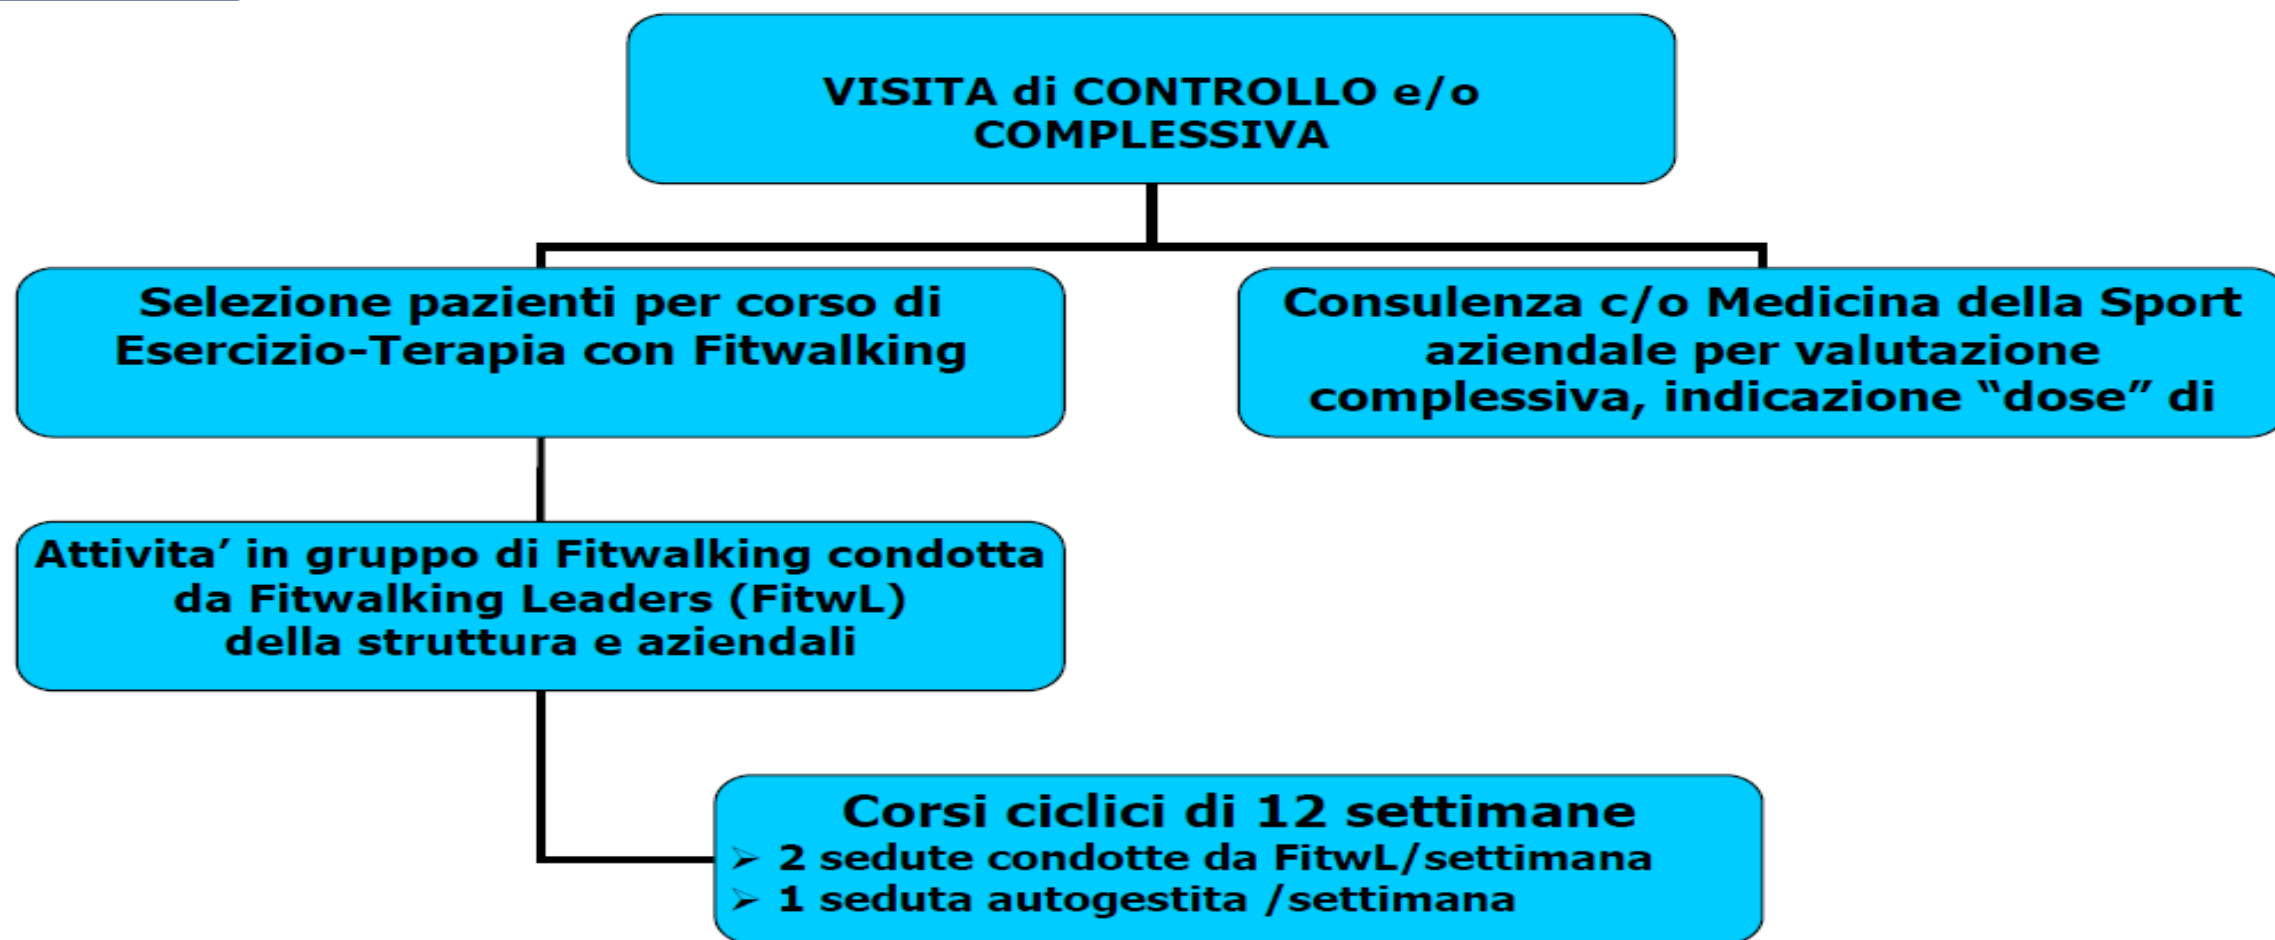 VISITA di CONTROLLO e/o
COMPLESSIVA
Selezione pazienti per corso di
Esercizio-Terapia con Fitwalking
Consulenza c/o Medicina della Sport
aziendale per valutazione
complessiva, indicazione “dose” di
Attivita’ in gruppo di Fitwalking condotta
da Fitwalking Leaders (FitwL)
della struttura e aziendali
Corsi ciclici di 12 settimane
➢ 2 sedute condotte da FitwL/settimana
➢ 1 seduta autogestita /settimana